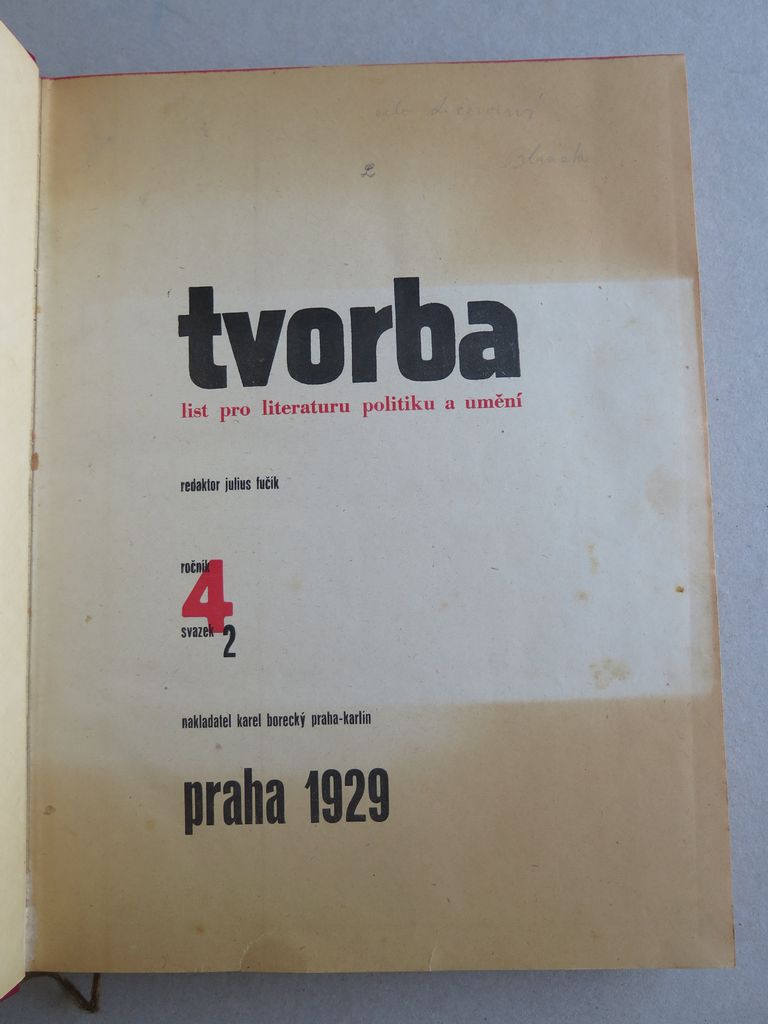 2
tvorba
list pro literaturu politiku a umění
redaktor julius fučík
ročník
4
svazek
2
nakladatel karel borecký praha-karlín
praha 1929